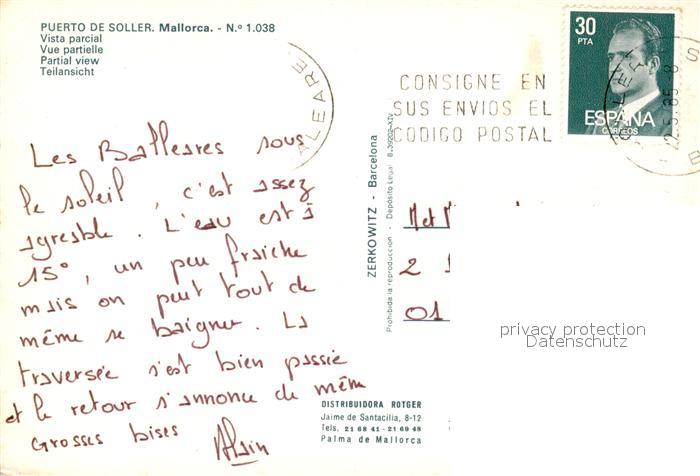 PUERTO DE SOLLER. Mallorca. - N.º 1.038
Vista parcial
Vue partielle
Partial view
Teilansicht
Les Balleares sous
le soleil, c'est assez
agreable. L'eau est à
15°, un peu fraiche
mais on peut tout de
même se baigner. La
traversée s'est bien passée
et le retour s'annonce de même
Grosses bises
Alain
ZERKOWITZ - Barcelona
Prohibida la reproducción - Depósito Legal B.
CONSIGNE EN
SUS ENVIOS EL
CODIGO POSTAL
30
PTA
ESPAÑA
CORREOS
ALEARE
M et M
2
01
privacy protection
Datenschutz
DISTRIBUIDORA ROTGER
Jaime de Santacilia, 8-12
Tels. 21 68 41 - 21 69 48
Palma de Mallorca